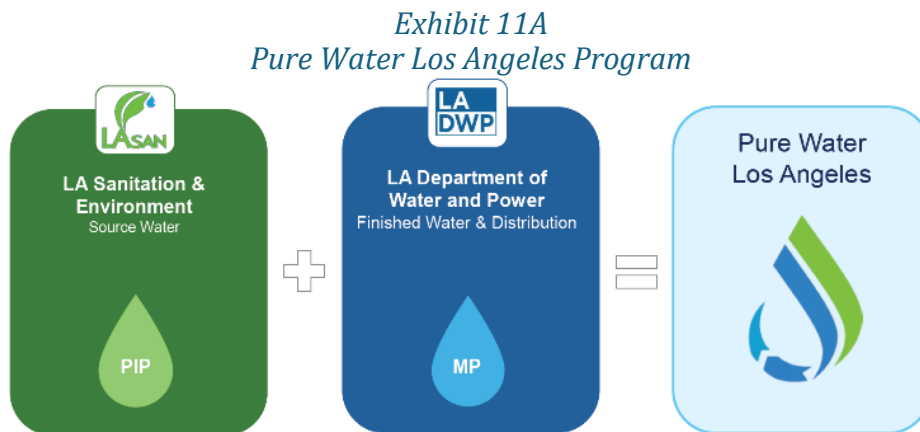 Exhibit 11A
Pure Water Los Angeles Program
LASAN
LA Sanitation &
Environment
Source Water
PIP
LA
DWP
LA Department of
Water and Power
Finished Water & Distribution
MP
Pure Water
Los Angeles